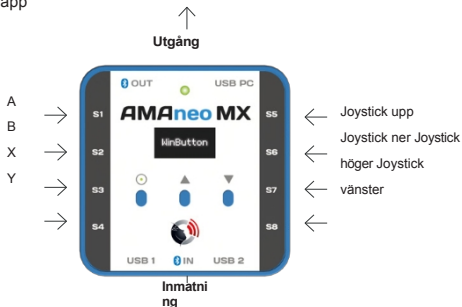 app
Utgång
OUT
USB PC
A
S1
AMAneo MX
S5
Joystick upp
B
WinButton
Joystick ner Joystick
X
S2
S6
höger Joystick
Y
S3
S7
vänster
S4
S8
USB 1
IN
USB 2
Inmatni
ng